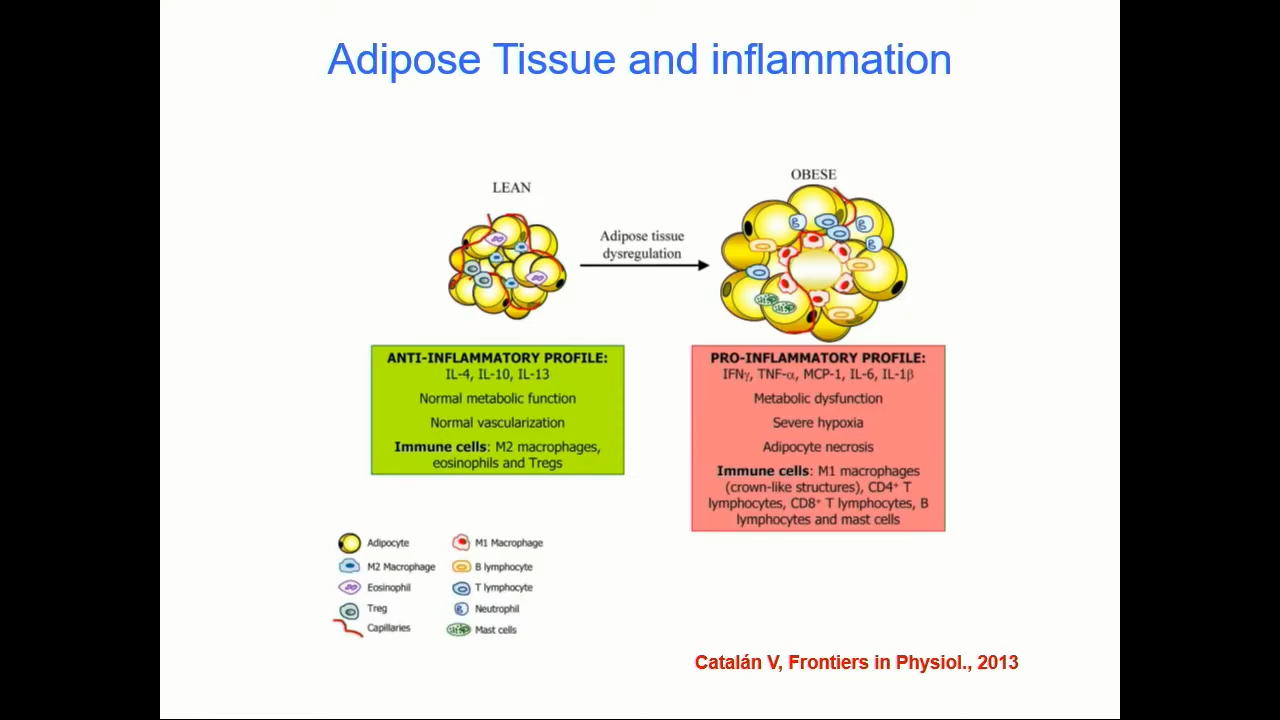 Adipose Tissue and inflammation
LEAN
OBESE
Adipose tissue
dysregulation
ANTI-INFLAMMATORY PROFILE:
IL-4, IL-10, IL-13
Normal metabolic function
Normal vascularization
Immune cells: M2 macrophages,
eosinophils and Tregs
PRO-INFLAMMATORY PROFILE:
IFNγ, TNF-α, MCP-1, IL-6, IL-1β
Metabolic dysfunction
Severe hypoxia
Adipocyte necrosis
Immune cells: M1 macrophages
(crown-like structures), CD4⁺ T
lymphocytes, CD8⁺ T lymphocytes, B
lymphocytes and mast cells
Adipocyte
M2 Macrophage
Eosinophil
Treg
Capillaries
M1 Macrophage
B lymphocyte
T lymphocyte
Neutrophil
Mast cells
Catalán V, Frontiers in Physiol., 2013